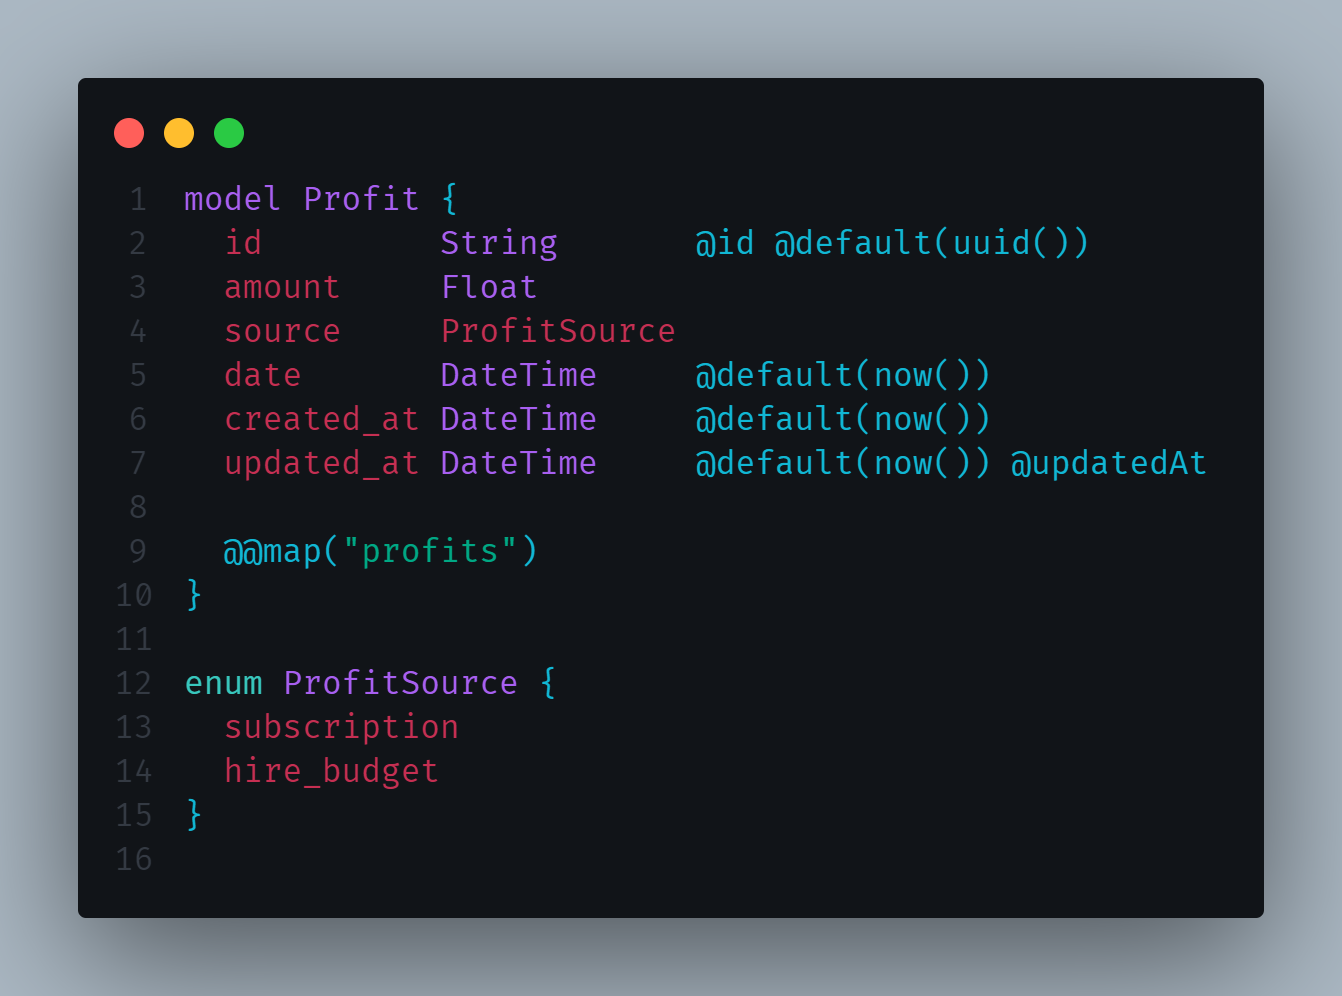 1 model Profit {
2   id         String       @id @default(uuid())
3   amount     Float
4   source     ProfitSource
5   date       DateTime     @default(now())
6   created_at DateTime     @default(now())
7   updated_at DateTime     @default(now()) @updatedAt
8
9   @@map("profits")
10 }
11
12 enum ProfitSource {
13   subscription
14   hire_budget
15 }
16